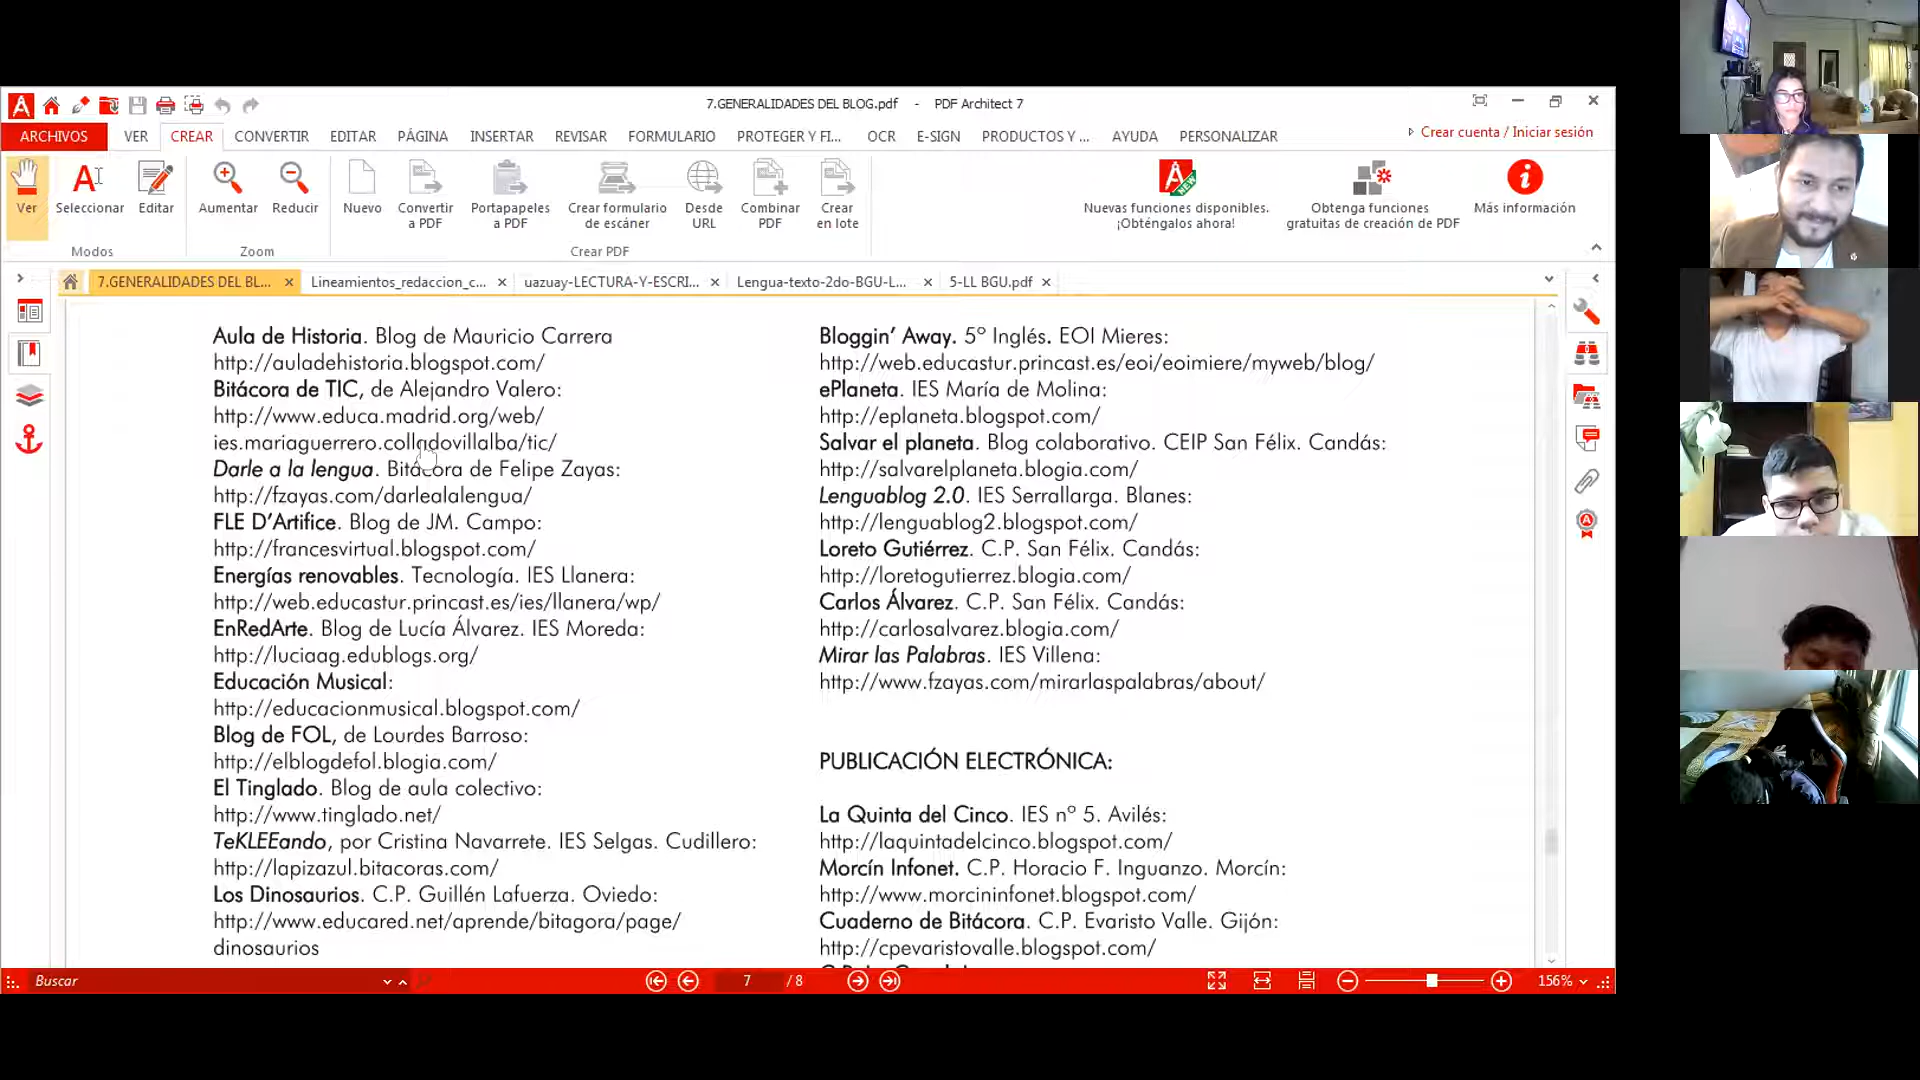 7.GENERALIDADES DEL BLOG.pdf - PDF Architect 7
ARCHIVOS VER CREAR CONVERTIR EDITAR PÁGINA INSERTAR REVISAR FORMULARIO PROTEGER Y FI... OCR E-SIGN PRODUCTOS Y ... AYUDA PERSONALIZAR Crear cuenta / Iniciar sesión
Ver Seleccionar Editar Aumentar Reducir Nuevo Convertir a PDF Portapapeles a PDF Crear formulario de escáner Desde URL Combinar PDF Crear en lote Nuevas funciones disponibles. ¡Obténgalos ahora! Obtenga funciones gratuitas de creación de PDF Más información
Modos Zoom Crear PDF
7.GENERALIDADES DEL BL... Lineamientos_redaccion_c... uazuay-LECTURA-Y-ESCRI... Lengua-texto-2do-BGU-L... 5-LL BGU.pdf
Aula de Historia. Blog de Mauricio Carrera
http://auladehistoria.blogspot.com/
Bitácora de TIC, de Alejandro Valero:
http://www.educa.madrid.org/web/
ies.mariaguerrero.colladovillalba/tic/
Darle a la lengua. Bitácora de Felipe Zayas:
http://fzayas.com/darlealalengua/
FLE D’Artifice. Blog de JM. Campo:
http://francesvirtual.blogspot.com/
Energías renovables. Tecnología. IES Llanera:
http://web.educastur.princast.es/ies/llanera/wp/
EnRedArte. Blog de Lucía Álvarez. IES Moreda:
http://luciaag.edublogs.org/
Educación Musical:
http://educacionmusical.blogspot.com/
Blog de FOL, de Lourdes Barroso:
http://elblogdefol.blogia.com/
El Tinglado. Blog de aula colectivo:
http://www.tinglado.net/
TeKLEEando, por Cristina Navarrete. IES Selgas. Cudillero:
http://lapizazul.bitacoras.com/
Los Dinosaurios. C.P. Guillén Lafuerza. Oviedo:
http://www.educared.net/aprende/bitagora/page/
dinosaurios
Bloggin’ Away. 5º Inglés. EOI Mieres:
http://web.educastur.princast.es/eoi/eoimiere/myweb/blog/
ePlaneta. IES María de Molina:
http://eplaneta.blogspot.com/
Salvar el planeta. Blog colaborativo. CEIP San Félix. Candás:
http://salvarelplaneta.blogia.com/
Lenguablog 2.0. IES Serrallarga. Blanes:
http://lenguablog2.blogspot.com/
Loreto Gutiérrez. C.P. San Félix. Candás:
http://loretogutierrez.blogia.com/
Carlos Álvarez. C.P. San Félix. Candás:
http://carlosalvarez.blogia.com/
Mirar las Palabras. IES Villena:
http://www.fzayas.com/mirarlaspalabras/about/
PUBLICACIÓN ELECTRÓNICA:
La Quinta del Cinco. IES nº 5. Avilés:
http://laquintadelcinco.blogspot.com/
Morcín Infonet. C.P. Horacio F. Inguanzo. Morcín:
http://www.morcininfonet.blogspot.com/
Cuaderno de Bitácora. C.P. Evaristo Valle. Gijón:
http://cpevaristovalle.blogspot.com/
Buscar 7 / 8 156%